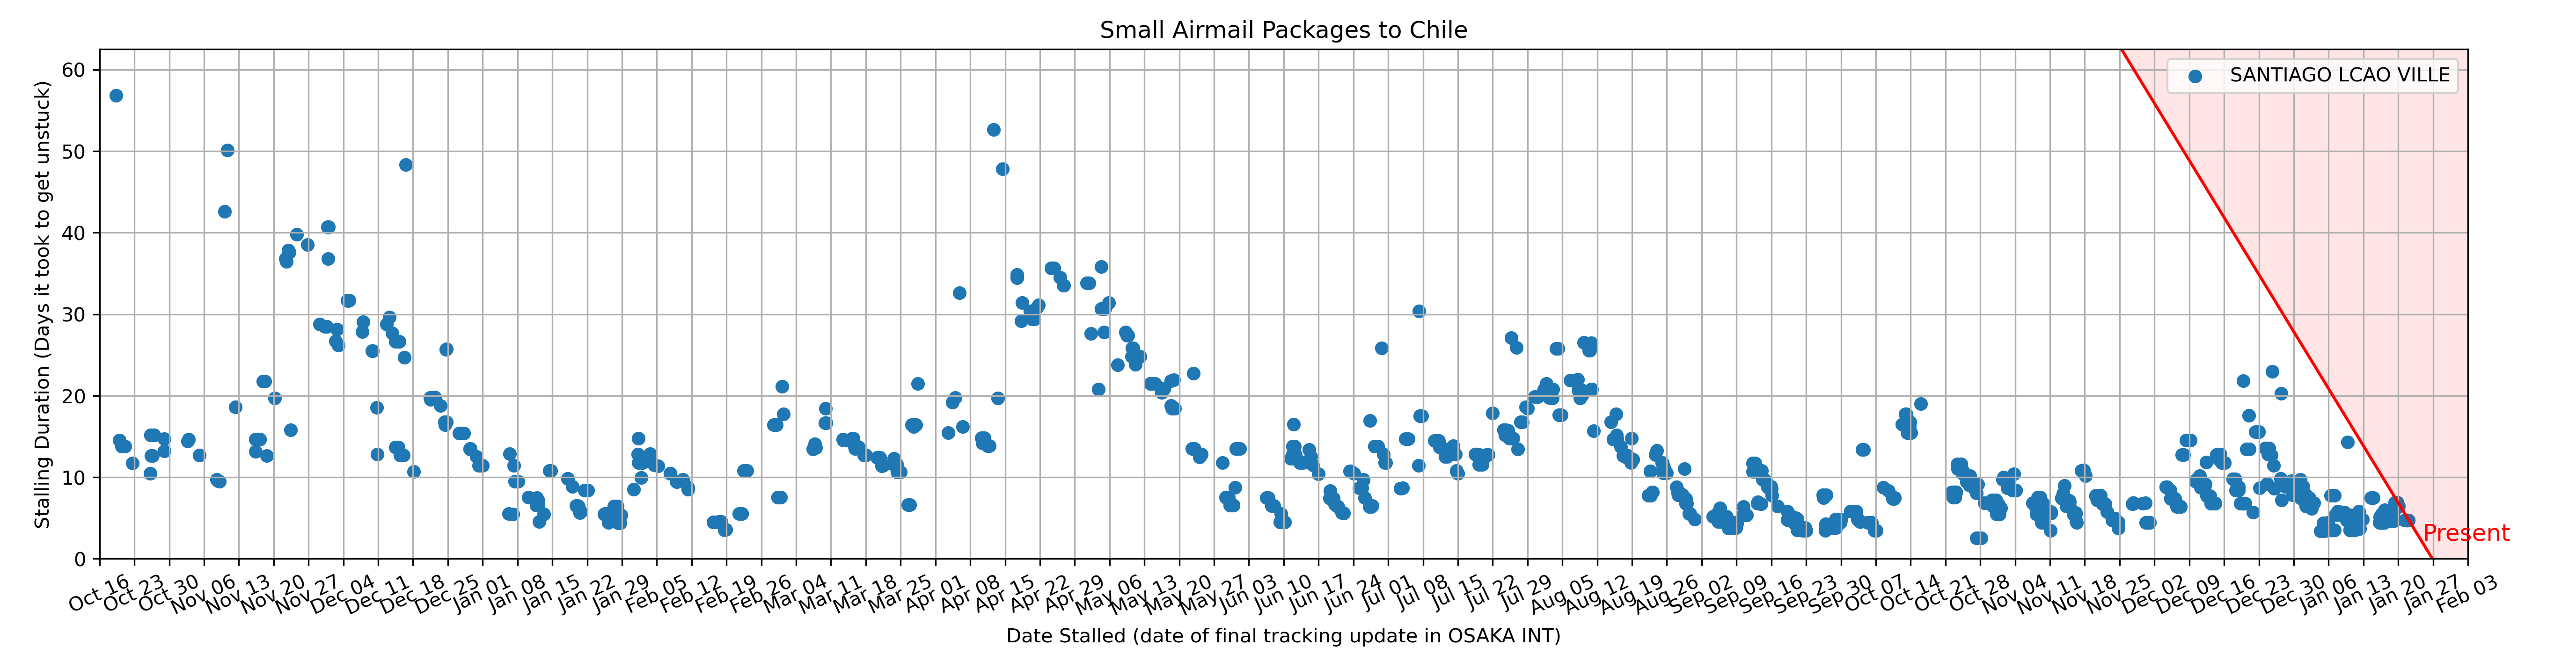 Small Airmail Packages to Chile
SANTIAGO LCAO VILLE
Stalling Duration (Days it took to get unstuck)
60
50
40
30
20
10
0
Present
Oct 16
Oct 23
Oct 30
Nov 06
Nov 13
Nov 20
Nov 27
Dec 04
Dec 11
Dec 18
Dec 25
Jan 01
Jan 08
Jan 15
Jan 22
Jan 29
Feb 05
Feb 12
Feb 19
Feb 26
Mar 04
Mar 11
Mar 18
Mar 25
Apr 01
Apr 08
Apr 15
Apr 22
Apr 29
May 06
May 13
May 20
May 27
Jun 03
Jun 10
Jun 17
Jun 24
Jul 01
Jul 08
Jul 15
Jul 22
Jul 29
Aug 05
Aug 12
Aug 19
Aug 26
Sep 02
Sep 09
Sep 16
Sep 23
Sep 30
Oct 07
Oct 14
Oct 21
Oct 28
Nov 04
Nov 11
Nov 18
Nov 25
Dec 02
Dec 09
Dec 16
Dec 23
Dec 30
Jan 06
Jan 13
Jan 20
Jan 27
Feb 03
Date Stalled (date of final tracking update in OSAKA INT)